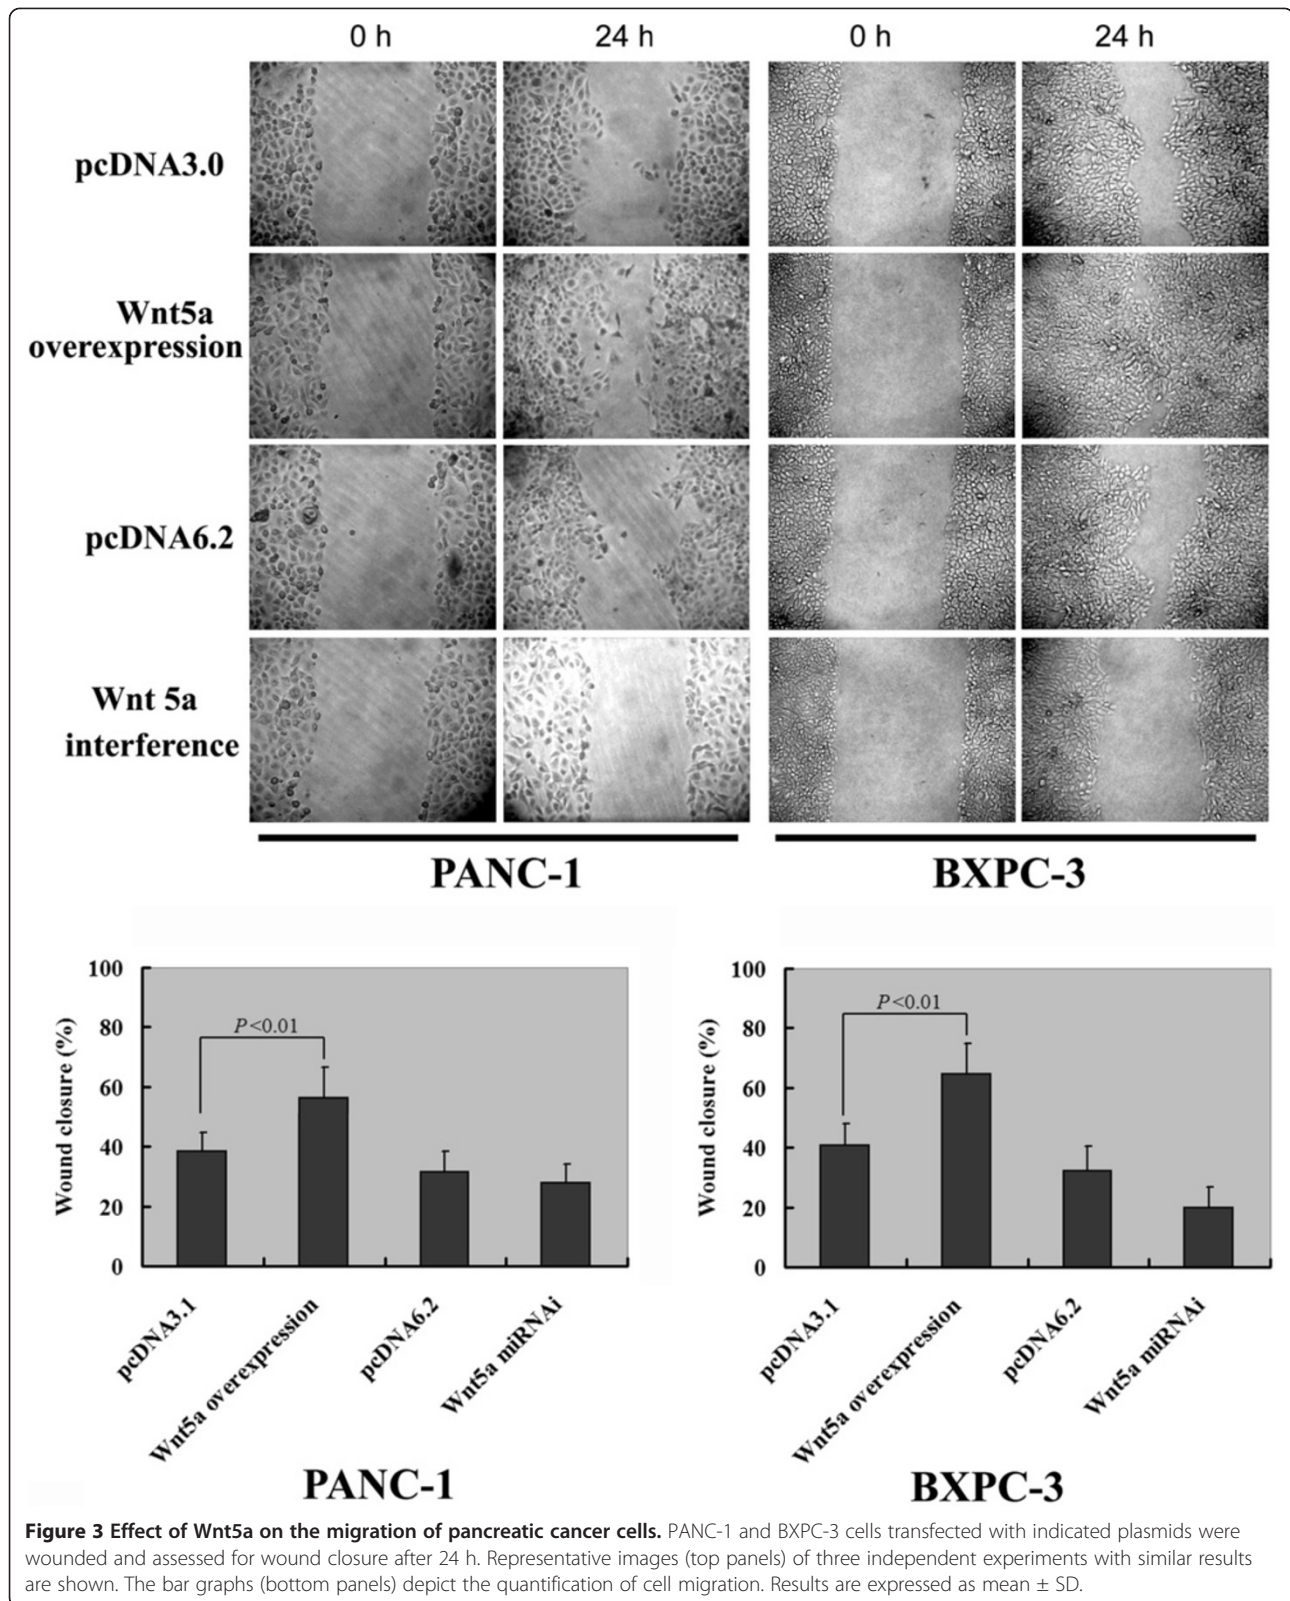 0 h
24 h
0 h
24 h
pcDNA3.0
Wnt5a
overexpression
pcDNA6.2
Wnt 5a
interference
PANC-1
BXPC-3
100
80
60
40
20
0
Wound closure (%)
P<0.01
pcDNA3.1
Wnt5a overexpression
pcDNA6.2
Wnt5a miRNAi
PANC-1
100
80
60
40
20
0
Wound closure (%)
P<0.01
pcDNA3.1
Wnt5a overexpression
pcDNA6.2
Wnt5a miRNAi
BXPC-3
Figure 3 Effect of Wnt5a on the migration of pancreatic cancer cells. PANC-1 and BXPC-3 cells transfected with indicated plasmids were
wounded and assessed for wound closure after 24 h. Representative images (top panels) of three independent experiments with similar results
are shown. The bar graphs (bottom panels) depict the quantification of cell migration. Results are expressed as mean ± SD.